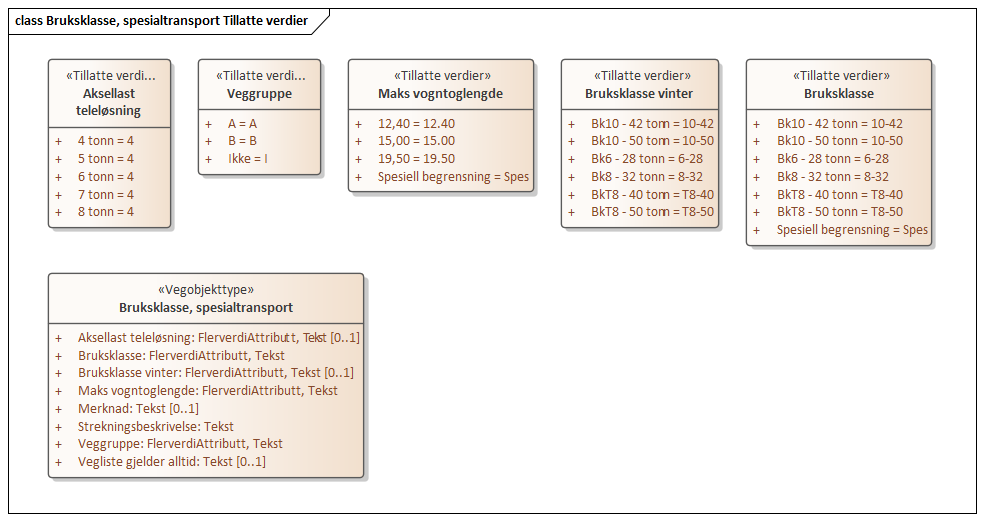 class Bruksklasse, spesialtransport Tillatte verdier
«Tillatte verdi...
Aksellast
teleløsning
+ 4 tonn = 4
+ 5 tonn = 4
+ 6 tonn = 4
+ 7 tonn = 4
+ 8 tonn = 4
«Tillatte verdi...
Veggruppe
+ A = A
+ B = B
+ Ikke = I
«Tillatte verdier»
Maks vogntoglengde
+ 12,40 = 12.40
+ 15,00 = 15.00
+ 19,50 = 19.50
+ Spesiell begrensning = Spes
«Tillatte verdier»
Bruksklasse vinter
+ Bk10 - 42 tonn = 10-42
+ Bk10 - 50 tonn = 10-50
+ Bk6 - 28 tonn = 6-28
+ Bk8 - 32 tonn = 8-32
+ BkT8 - 40 tonn = T8-40
+ BkT8 - 50 tonn = T8-50
«Tillatte verdier»
Bruksklasse
+ Bk10 - 42 tonn = 10-42
+ Bk10 - 50 tonn = 10-50
+ Bk6 - 28 tonn = 6-28
+ Bk8 - 32 tonn = 8-32
+ BkT8 - 40 tonn = T8-40
+ BkT8 - 50 tonn = T8-50
+ Spesiell begrensning = Spes
«Vegobjekttype»
Bruksklasse, spesialtransport
+ Aksellast teleløsning: FlerverdiAttributt, Tekst [0..1]
+ Bruksklasse: FlerverdiAttributt, Tekst
+ Bruksklasse vinter: FlerverdiAttributt, Tekst [0..1]
+ Maks vogntoglengde: FlerverdiAttributt, Tekst
+ Merknad: Tekst [0..1]
+ Strekningsbeskrivelse: Tekst
+ Veggruppe: FlerverdiAttributt, Tekst
+ Vegliste gjelder alltid: Tekst [0..1]